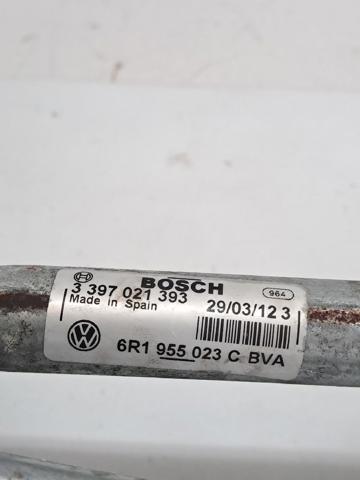 BOSCH
3 397 021 393
964
Made in Spain
29/03/12 3
6R1 955 023 C BVA